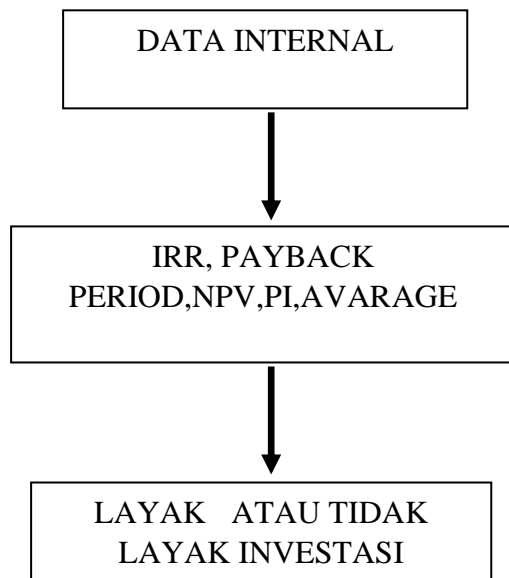 DATA INTERNAL
IRR, PAYBACK
PERIOD,NPV,PI,AVARAGE
LAYAK ATAU TIDAK
LAYAK INVESTASI